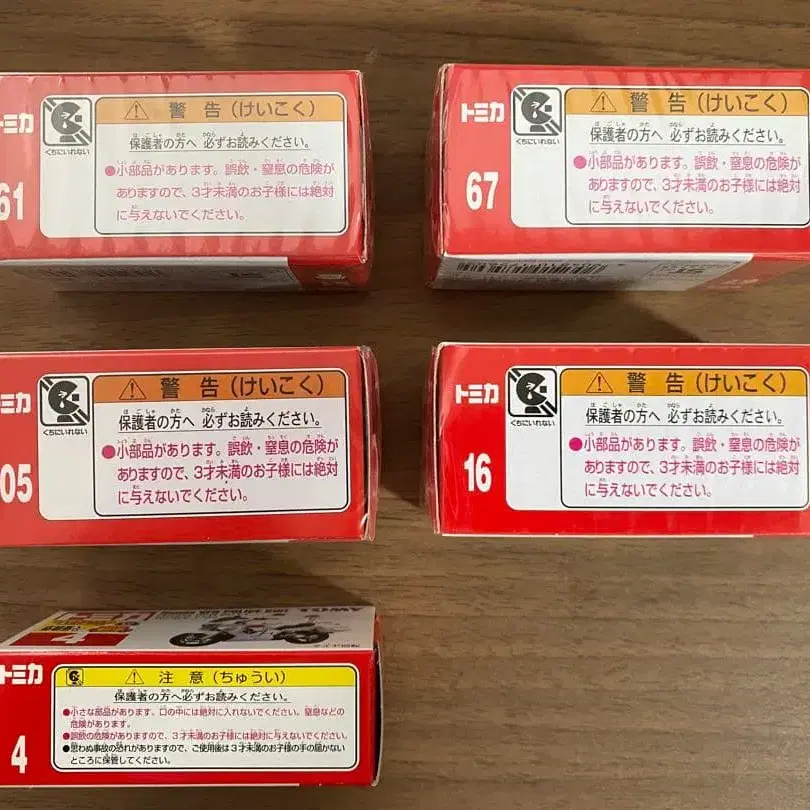 トミカ
61
くちにいれない
警告(けいこく)
保護者の方へ 必ずお読みください。
●小部品があります。誤飲・窒息の危険が
ありますので、3才未満のお子様には絶対
に与えないでください。
トミカ
67
くちにいれない
警告(けいこく)
保護者の方へ 必ずお読みください。
●小部品があります。誤飲・窒息の危険が
ありますので、3才未満のお子様には絶対
に与えないでください。
トミカ
05
くちにいれない
警告(けいこく)
保護者の方へ 必ずお読みください。
●小部品があります。誤飲・窒息の危険が
ありますので、3才未満のお子様には絶対
に与えないでください。
トミカ
16
くちにいれない
警告(けいこく)
保護者の方へ 必ずお読みください。
●小部品があります。誤飲・窒息の危険が
ありますので、3才未満のお子様には絶対
に与えないでください。
トミカ
4
注意(ちゅうい)
保護者の方へ必ずお読みください。
●小さな部品があります。口の中には絶対に入れないでください。窒息などの
危険があります。
●誤飲の危険がありますので、3才未満のお子様には絶対に与えないでください。
●思わぬ事故の恐れがありますので、ご使用後は3才未満のお子様の手の届かない
ところに保管してください。